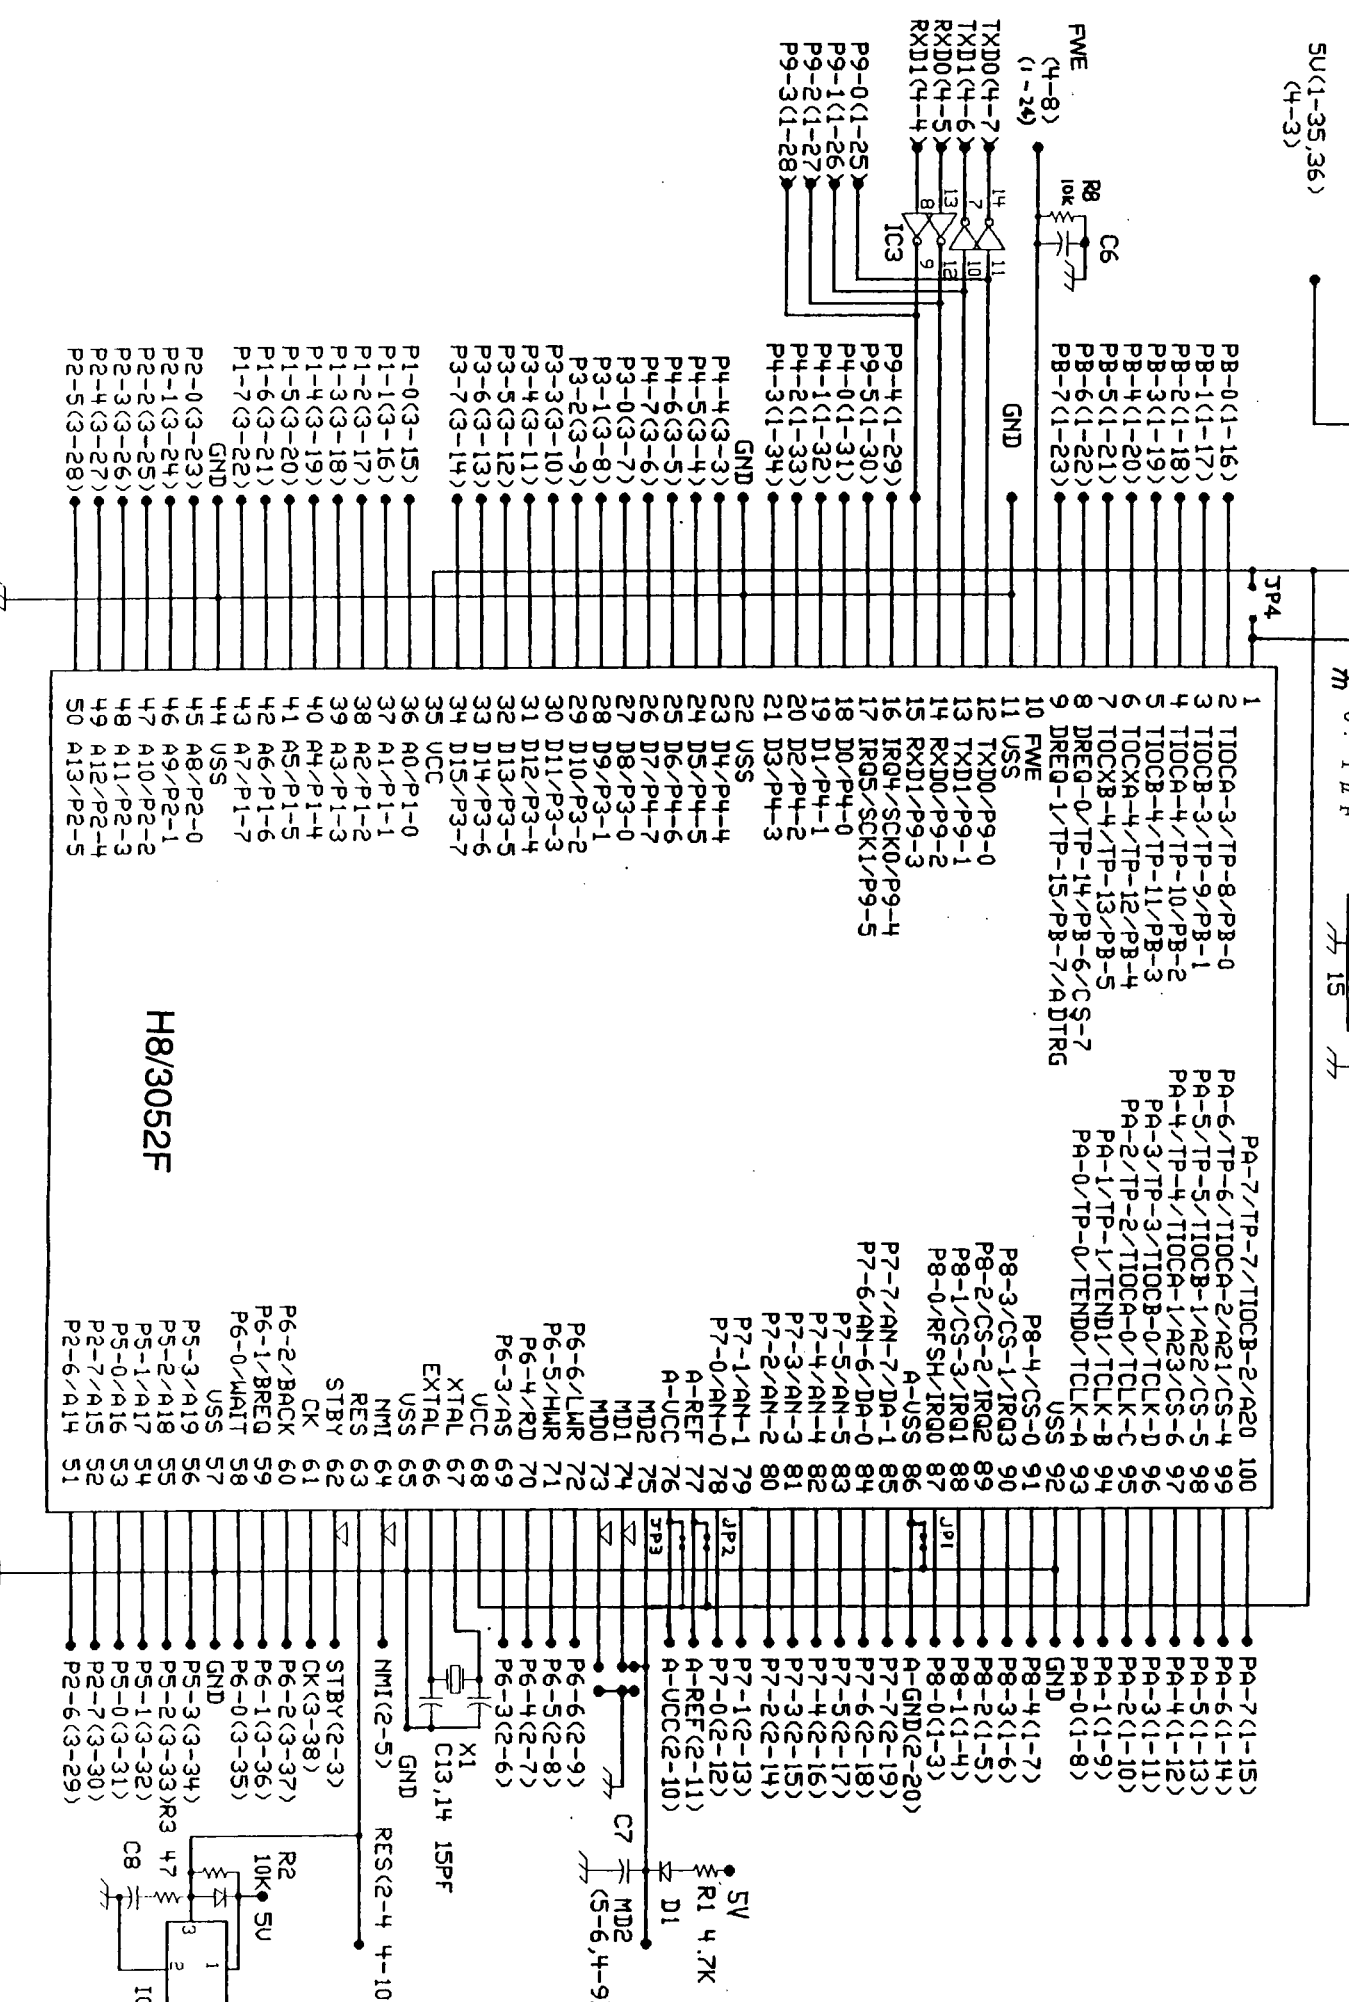 5V(1-35,36)
(4-3)
FWE
(4-8)
(1-24)
R8
10K
C6
TXD0(4-7)
TXD1(4-6)
RXD0(4-5)
RXD1(4-4)
P9-0(1-25)
P9-1(1-26)
P9-2(1-27)
P9-3(1-28)
14
7
13
8
11
10
12
9
IC3
PB-0(1-16)
PB-1(1-17)
PB-2(1-18)
PB-3(1-19)
PB-4(1-20)
PB-5(1-21)
PB-6(1-22)
PB-7(1-23)
GND
P9-4(1-29)
P9-5(1-30)
P4-0(1-31)
P4-1(1-32)
P4-2(1-33)
P4-3(1-34)
GND
P4-4(3-3)
P4-5(3-4)
P4-6(3-5)
P4-7(3-6)
P3-0(3-7)
P3-1(3-8)
P3-2(3-9)
P3-3(3-10)
P3-4(3-11)
P3-5(3-12)
P3-6(3-13)
P3-7(3-14)
P1-0(3-15)
P1-1(3-16)
P1-2(3-17)
P1-3(3-18)
P1-4(3-19)
P1-5(3-20)
P1-6(3-21)
P1-7(3-22)
GND
P2-0(3-23)
P2-1(3-24)
P2-2(3-25)
P2-3(3-26)
P2-4(3-27)
P2-5(3-28)
JP4
15
1
2 TIOCA-3/TP-8/PB-0
3 TIOCB-3/TP-9/PB-1
4 TIOCA-4/TP-10/PB-2
5 TIOCB-4/TP-11/PB-3
6 TOCXA-4/TP-12/PB-4
7 TOCXB-4/TP-13/PB-5
8 DREQ-0/TP-14/PB-6/CS-7
9 DREQ-1/TP-15/PB-7/ADTRG
10 FWE
11 VSS
12 TXD0/P9-0
13 TXD1/P9-1
14 RXD0/P9-2
15 RXD1/P9-3
16 IRQ4/SCK0/P9-4
17 IRQ5/SCK1/P9-5
18 D0/P4-0
19 D1/P4-1
20 D2/P4-2
21 D3/P4-3
22 VSS
23 D4/P4-4
24 D5/P4-5
25 D6/P4-6
26 D7/P4-7
27 D8/P3-0
28 D9/P3-1
29 D10/P3-2
30 D11/P3-3
31 D12/P3-4
32 D13/P3-5
33 D14/P3-6
34 D15/P3-7
35 VCC
36 A0/P1-0
37 A1/P1-1
38 A2/P1-2
39 A3/P1-3
40 A4/P1-4
41 A5/P1-5
42 A6/P1-6
43 A7/P1-7
44 VSS
45 A8/P2-0
46 A9/P2-1
47 A10/P2-2
48 A11/P2-3
49 A12/P2-4
50 A13/P2-5
H8/3052F
PA-7/TP-7/TIOCB-2/A20 100
PA-6/TP-6/TIOCA-2/A21/CS-4 99
PA-5/TP-5/TIOCB-1/A22/CS-5 98
PA-4/TP-4/TIOCA-1/A23/CS-6 97
PA-3/TP-3/TIOCB-0/TCLK-D 96
PA-2/TP-2/TIOCA-0/TCLK-C 95
PA-1/TP-1/TEND1/TCLK-B 94
PA-0/TP-0/TEND0/TCLK-A 93
VSS 92
P8-4/CS-0 91
P8-3/CS-1/IRQ3 90
P8-2/CS-2/IRQ2 89
P8-1/CS-3/IRQ1 88
P8-0/RFSH/IRQ0 87
A-VSS 86
P7-7/AN-7/DA-1 85
P7-6/AN-6/DA-0 84
P7-5/AN-5 83
P7-4/AN-4 82
P7-3/AN-3 81
P7-2/AN-2 80
P7-1/AN-1 79
P7-0/AN-0 78
A-REF 77
A-VCC 76
MD2 75
MD1 74
MD0 73
P6-6/LWR 72
P6-5/HWR 71
P6-4/RD 70
P6-3/AS 69
VCC 68
XTAL 67
EXTAL 66
VSS 65
NMI 64
RES 63
STBY 62
CK 61
P6-2/BACK 60
P6-1/BREQ 59
P6-0/WAIT 58
VSS 57
P5-3/A19 56
P5-2/A18 55
P5-1/A17 54
P5-0/A16 53
P2-7/A15 52
P2-6/A14 51
JP1
JP2
JP3
PA-7(1-15)
PA-6(1-14)
PA-5(1-13)
PA-4(1-12)
PA-3(1-11)
PA-2(1-10)
PA-1(1-9)
PA-0(1-8)
GND
P8-4(1-7)
P8-3(1-6)
P8-2(1-5)
P8-1(1-4)
P8-0(1-3)
A-GND(2-20)
P7-7(2-19)
P7-6(2-18)
P7-5(2-17)
P7-4(2-16)
P7-3(2-15)
P7-2(2-14)
P7-1(2-13)
P7-0(2-12)
A-REF(2-11)
A-VCC(2-10)
P6-6(2-9)
P6-5(2-8)
P6-4(2-7)
P6-3(2-6)
X1
C13,14 15PF
GND
NMI(2-5)
STBY(2-3)
CK(3-38)
P6-2(3-37)
P6-1(3-36)
P6-0(3-35)
GND
P5-3(3-34)
P5-2(3-33)
P5-1(3-32)
P5-0(3-31)
P2-7(3-30)
P2-6(3-29)
5V
R1 4.7K
D1
C7
MD2
(5-6,4-9
RES(2-4 4-10
R2
10K
5V
R3 47
C8
3
1
2